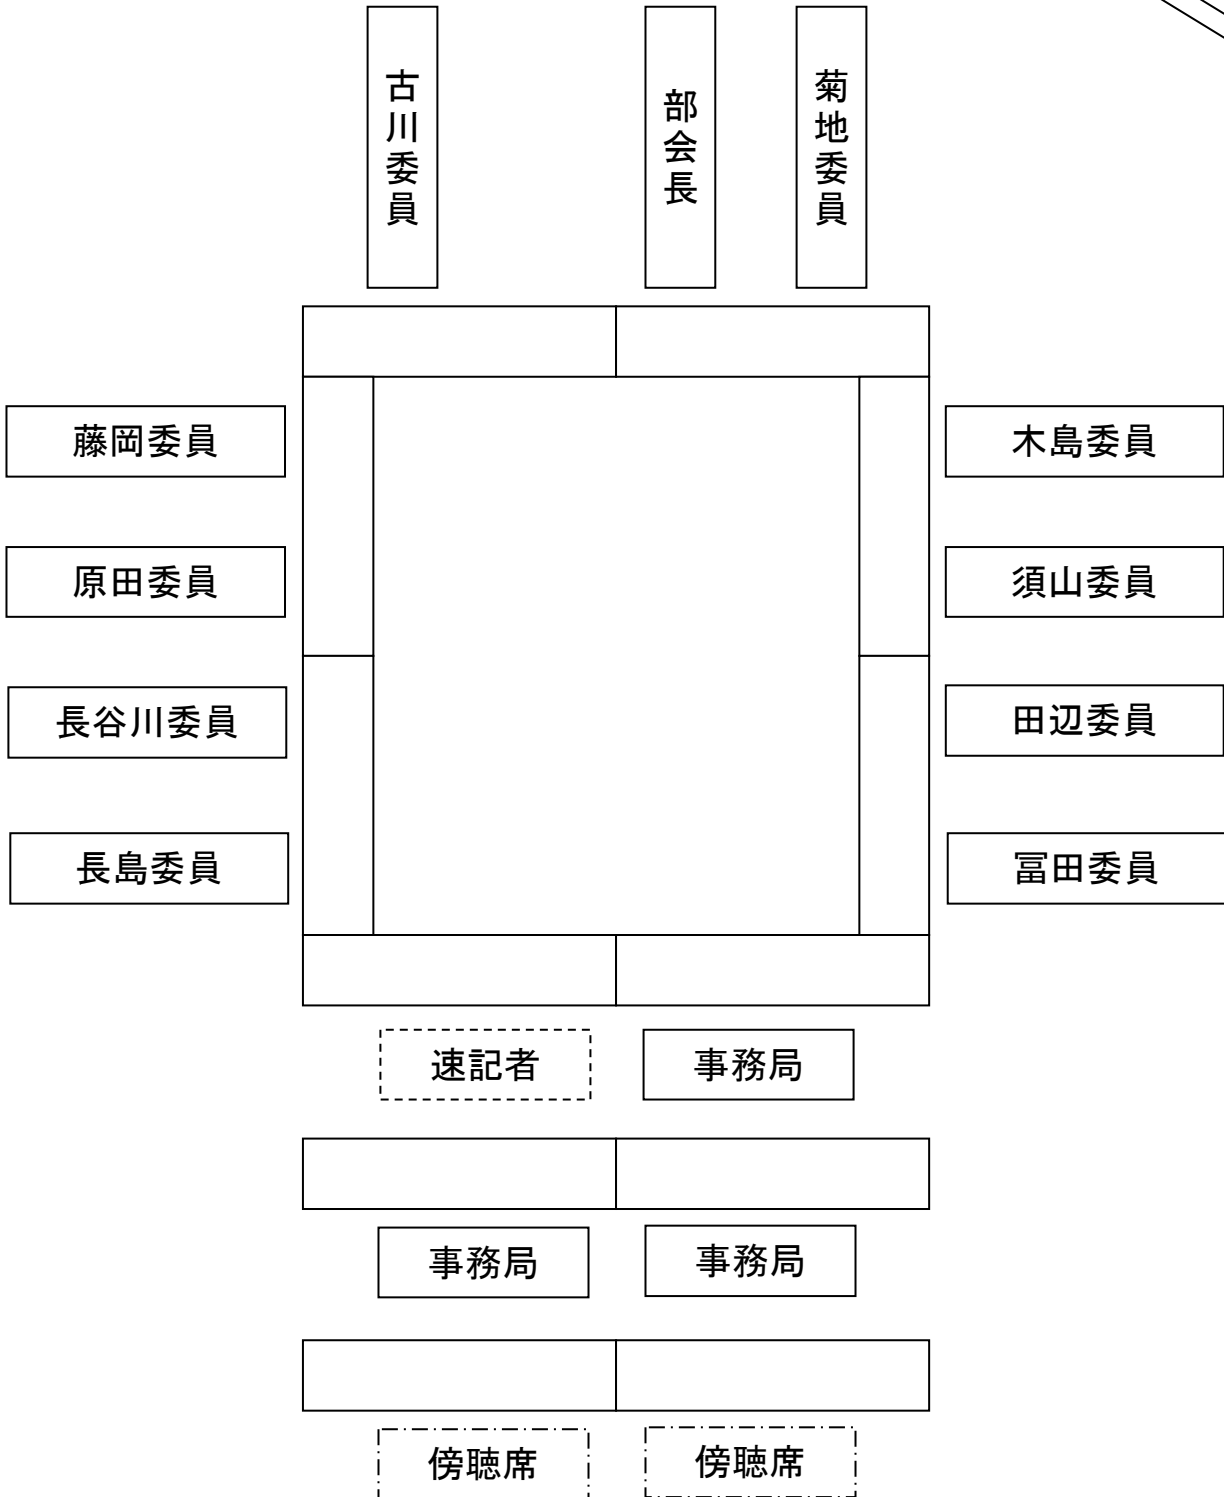 古川委員
部会長
菊地委員
藤岡委員
木島委員
原田委員
須山委員
長谷川委員
田辺委員
長島委員
冨田委員
速記者
事務局
事務局
事務局
傍聴席
傍聴席